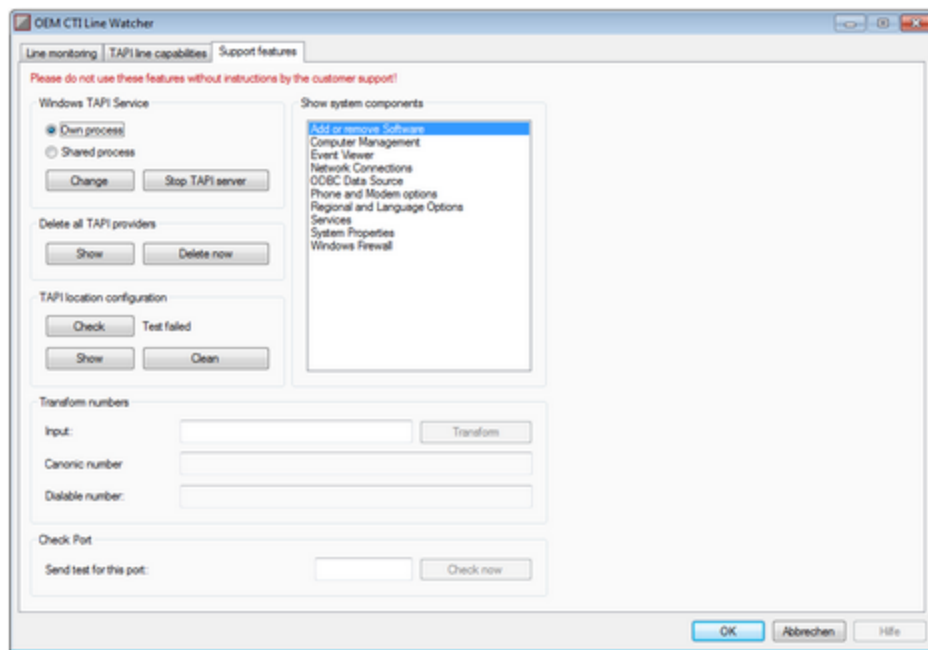 OEM CTI Line Watcher
Line monitoring TAPI line capabilities Support features
Please do not use these features without instructions by the customer support!
Windows TAPI Service
Own process
Shared process
Change Stop TAPI server
Delete all TAPI providers
Show Delete now
TAPI location configuration
Check Test failed
Show Clean
Show system components
Add or remove Software
Computer Management
Event Viewer
Network Connections
ODBC Data Source
Phone and Modem options
Regional and Language Options
Services
System Properties
Windows Firewall
Transform numbers
Input: Transform
Canonic number
Dialable number:
Check Port
Send test for this port: Check now
OK Abbrechen Hilfe